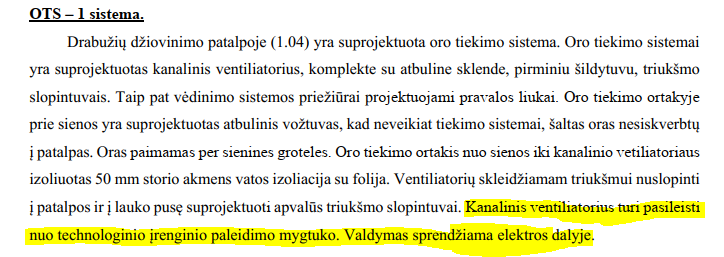 OTS – 1 sistema.
Drabužių džiovinimo patalpoje (1.04) yra suprojektuota oro tiekimo sistema. Oro tiekimo sistemai
yra suprojektuotas kanalinis ventiliatorius, komplekte su atbuline sklende, pirminiu šildytuvu, triukšmo
slopintuvais. Taip pat vėdinimo sistemos priežiūrai projektuojami pravalos liukai. Oro tiekimo ortakyje
prie sienos yra suprojektuotas atbulinis vožtuvas, kad neveikiat tiekimo sistemai, šaltas oras nesiskverbtų
į patalpas. Oras paimamas per sienines groteles. Oro tiekimo ortakis nuo sienos iki kanalinio vetiliatoriaus
izoliuotas 50 mm storio akmens vatos izoliacija su folija. Ventiliatorių skleidžiamam triukšmui nuslopinti
į patalpos ir į lauko pusę suprojektuoti apvalūs triukšmo slopintuvai. Kanalinis ventiliatorius turi pasileisti
nuo technologinio įrenginio paleidimo mygtuko. Valdymas sprendžiama elektros dalyje.